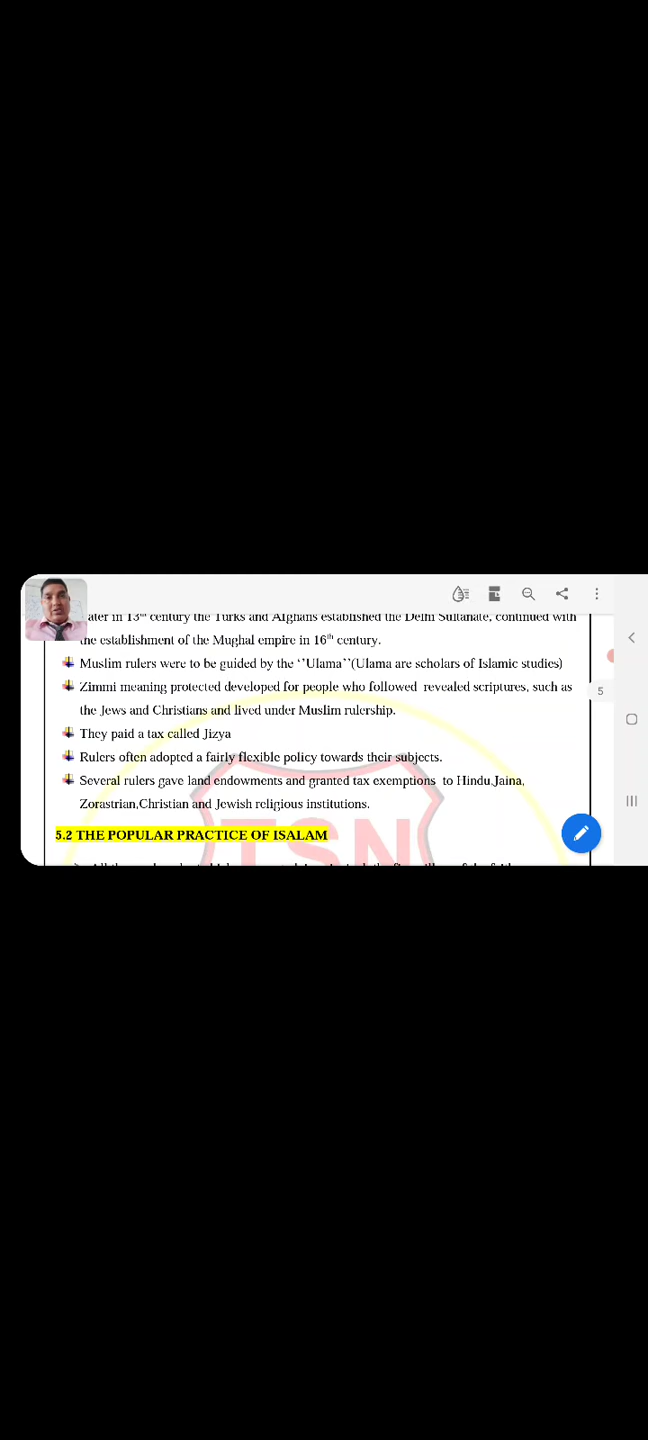 ater in 13th century the Turks and Afghans established the Delhi Sultanate, continued with
the establishment of the Mughal empire in 16th century.
Muslim rulers were to be guided by the ‘’Ulama’’(Ulama are scholars of Islamic studies)
Zimmi meaning protected developed for people who followed revealed scriptures, such as
5
the Jews and Christians and lived under Muslim rulership.
They paid a tax called Jizya
Rulers often adopted a fairly flexible policy towards their subjects.
Several rulers gave land endowments and granted tax exemptions to Hindu,Jaina,
Zorastrian,Christian and Jewish religious institutions.
5.2 THE POPULAR PRACTICE OF ISALAM
TSN